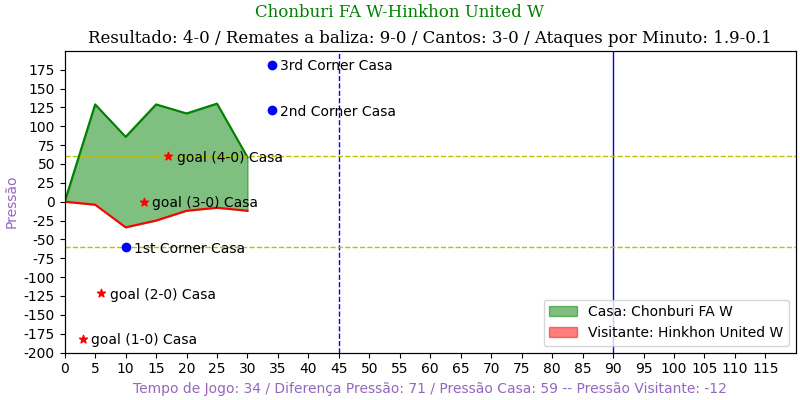 Chonburi FA W-Hinkhon United W
Resultado: 4-0 / Remates a baliza: 9-0 / Cantos: 3-0 / Ataques por Minuto: 1.9-0.1
Pressão
175
150
125
100
75
50
25
0
-25
-50
-75
-100
-125
-150
-175
-200
3rd Corner Casa
2nd Corner Casa
goal (4-0) Casa
goal (3-0) Casa
1st Corner Casa
goal (2-0) Casa
goal (1-0) Casa
Casa: Chonburi FA W
Visitante: Hinkhon United W
0 5 10 15 20 25 30 35 40 45 50 55 60 65 70 75 80 85 90 95 100 105 110 115
Tempo de Jogo: 34 / Diferença Pressão: 71 / Pressão Casa: 59 -- Pressão Visitante: -12